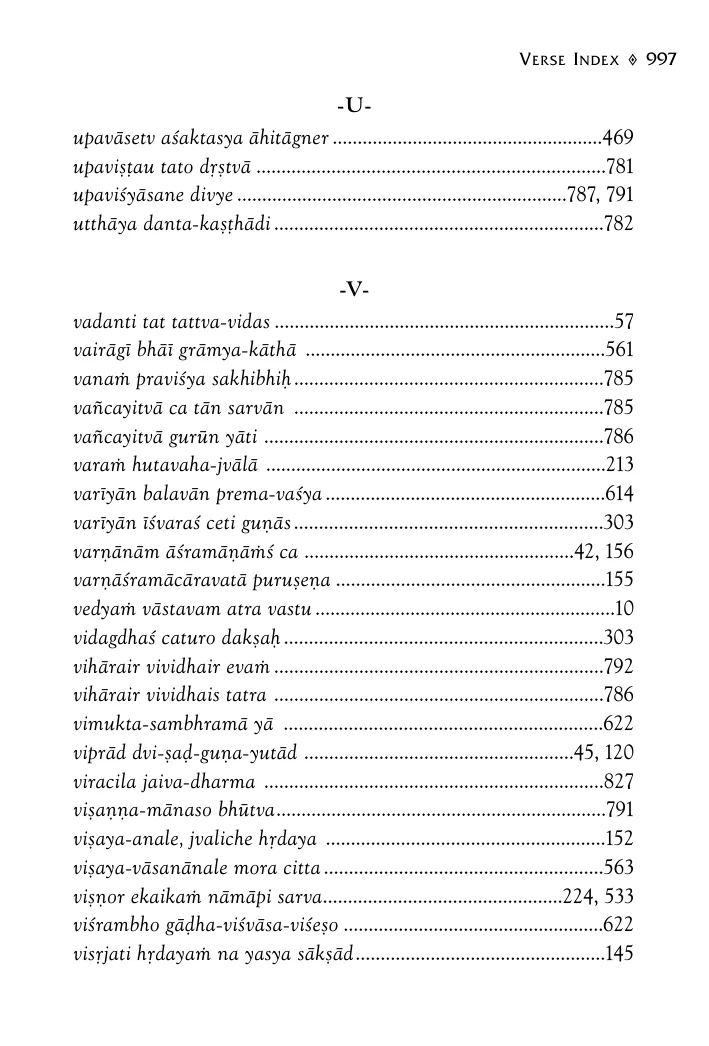 VERSE INDEX ◊ 997
-U-
upavāsetv aśaktasya āhitāgner ......................................................469
upaviṣṭau tato dṛṣtvā ......................................................................781
upaviśyāsane divye ..................................................................787, 791
utthāya danta-kaṣṭhādi ..................................................................782
-V-
vadanti tat tattva-vidas ....................................................................57
vairāgī bhāī grāmya-kāthā ............................................................561
vanaṁ praviśya sakhibhiḥ ..............................................................785
vañcayitvā ca tān sarvān ..............................................................785
vañcayitvā gurūn yāti ....................................................................786
varaṁ hutavaha-jvālā ....................................................................213
varīyān balavān prema-vaśya ........................................................614
varīyān īśvaraś ceti guṇās ..............................................................303
varṇānām āśramāṇāṁś ca ......................................................42, 156
varṇāśramācāravatā puruṣeṇa ......................................................155
vedyaṁ vāstavam atra vastu ............................................................10
vidagdhaś caturo dakṣaḥ ................................................................303
vihārair vividhair evaṁ ..................................................................792
vihārair vividhais tatra ..................................................................786
vimukta-sambhramā yā ................................................................622
viprād dvi-ṣaḍ-guṇa-yutād ......................................................45, 120
viracila jaiva-dharma ....................................................................827
viṣaṇṇa-mānaso bhūtva..................................................................791
viṣaya-anale, jvaliche hṛdaya ........................................................152
viṣaya-vāsanānale mora citta ........................................................563
viṣṇor ekaikaṁ nāmāpi sarva................................................224, 533
viśrambho gāḍha-viśvāsa-viśeṣo ....................................................622
visṛjati hṛdayaṁ na yasya sākṣād..................................................145